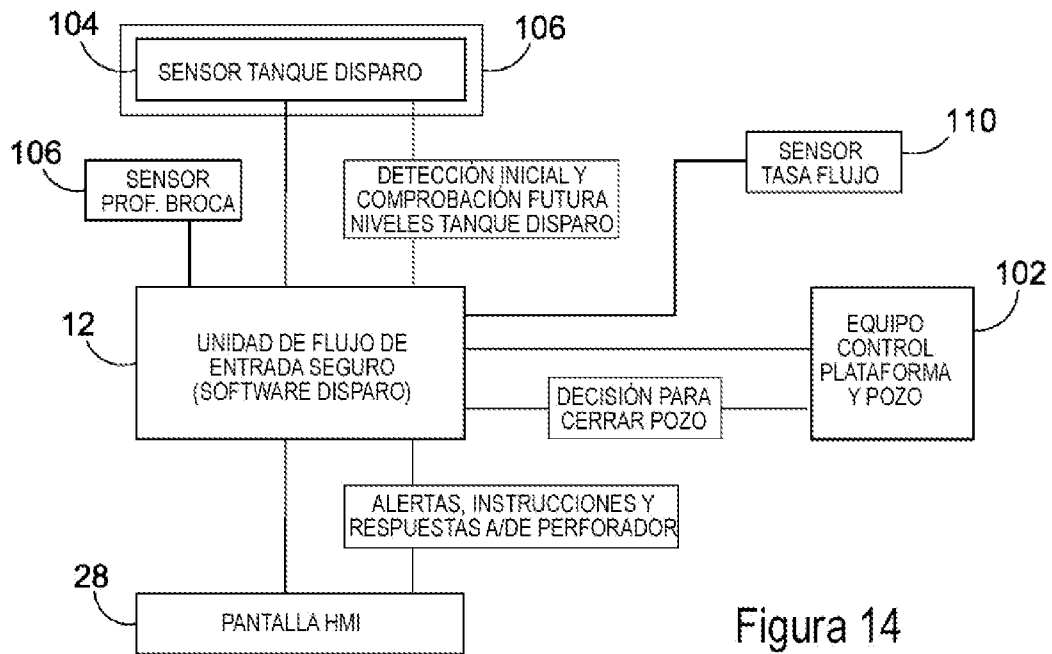 104
SENSOR TANQUE DISPARO
106
106
SENSOR
PROF. BROCA
DETECCIÓN INICIAL Y
COMPROBACIÓN FUTURA
NIVELES TANQUE DISPARO
SENSOR
TASA FLUJO
110
12
UNIDAD DE FLUJO DE
ENTRADA SEGURO
(SOFTWARE DISPARO)
EQUIPO
CONTROL
PLATAFORMA
Y POZO
102
DECISIÓN PARA
CERRAR POZO
ALERTAS, INSTRUCCIONES Y
RESPUESTAS A/DE PERFORADOR
28
PANTALLA HMI
Figura 14